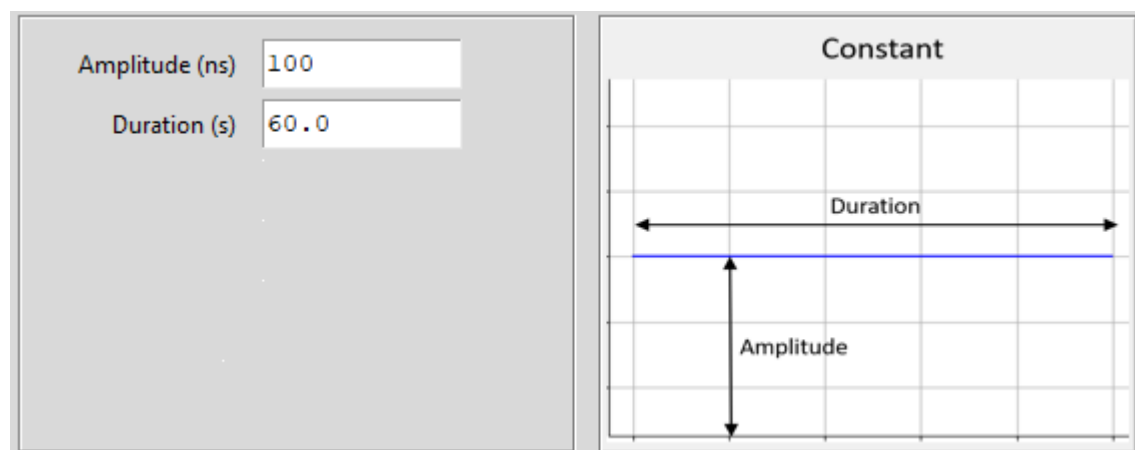 Amplitude (ns) 100
Duration (s) 60.0
Constant
Duration
Amplitude